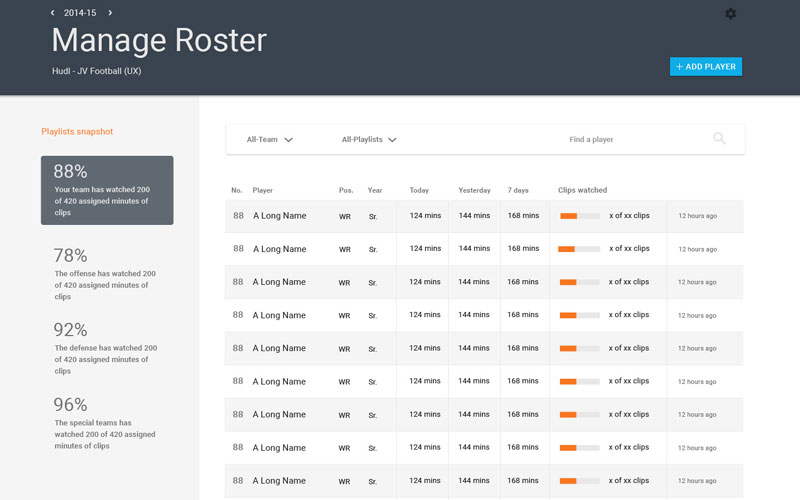 2014-15
Manage Roster
Hudl - JV Football (UX)
+ ADD PLAYER
Playlists snapshot
88%
Your team has watched 200
of 420 assigned minutes of
clips
78%
The offense has watched 200
of 420 assigned minutes of
clips
92%
The defense has watched 200
of 420 assigned minutes of
clips
96%
The special teams has
watched 200 of 420 assigned
minutes of clips
All-Team All-Playlists Find a player
No. Player Pos. Year Today Yesterday 7 days Clips watched
88 A Long Name WR Sr. 124 mins 144 mins 168 mins x of xx clips 12 hours ago
88 A Long Name WR Sr. 124 mins 144 mins 168 mins x of xx clips 12 hours ago
88 A Long Name WR Sr. 124 mins 144 mins 168 mins x of xx clips 12 hours ago
88 A Long Name WR Sr. 124 mins 144 mins 168 mins x of xx clips 12 hours ago
88 A Long Name WR Sr. 124 mins 144 mins 168 mins x of xx clips 12 hours ago
88 A Long Name WR Sr. 124 mins 144 mins 168 mins x of xx clips 12 hours ago
88 A Long Name WR Sr. 124 mins 144 mins 168 mins x of xx clips 12 hours ago
88 A Long Name WR Sr. 124 mins 144 mins 168 mins x of xx clips 12 hours ago
88 A Long Name WR Sr. 124 mins 144 mins 168 mins x of xx clips 12 hours ago